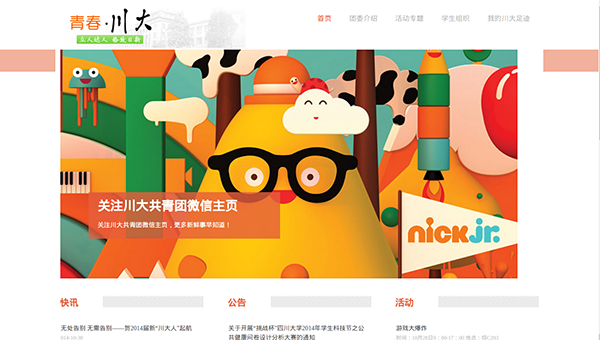 青春·川大
立人达人 格致日新
首页 团委介绍 活动专题 学生组织 我的川大足迹
nick jr.
关注川大共青团微信主页
关注川大共青团微信主页，更多新鲜事早知道！
快讯 公告 活动
无处告别 无需告别——贺2014届新“川大人”起航
关于开展“挑战杯”四川大学2014年学生科技节之公共健康问卷设计分析大赛的通知
游戏大爆炸